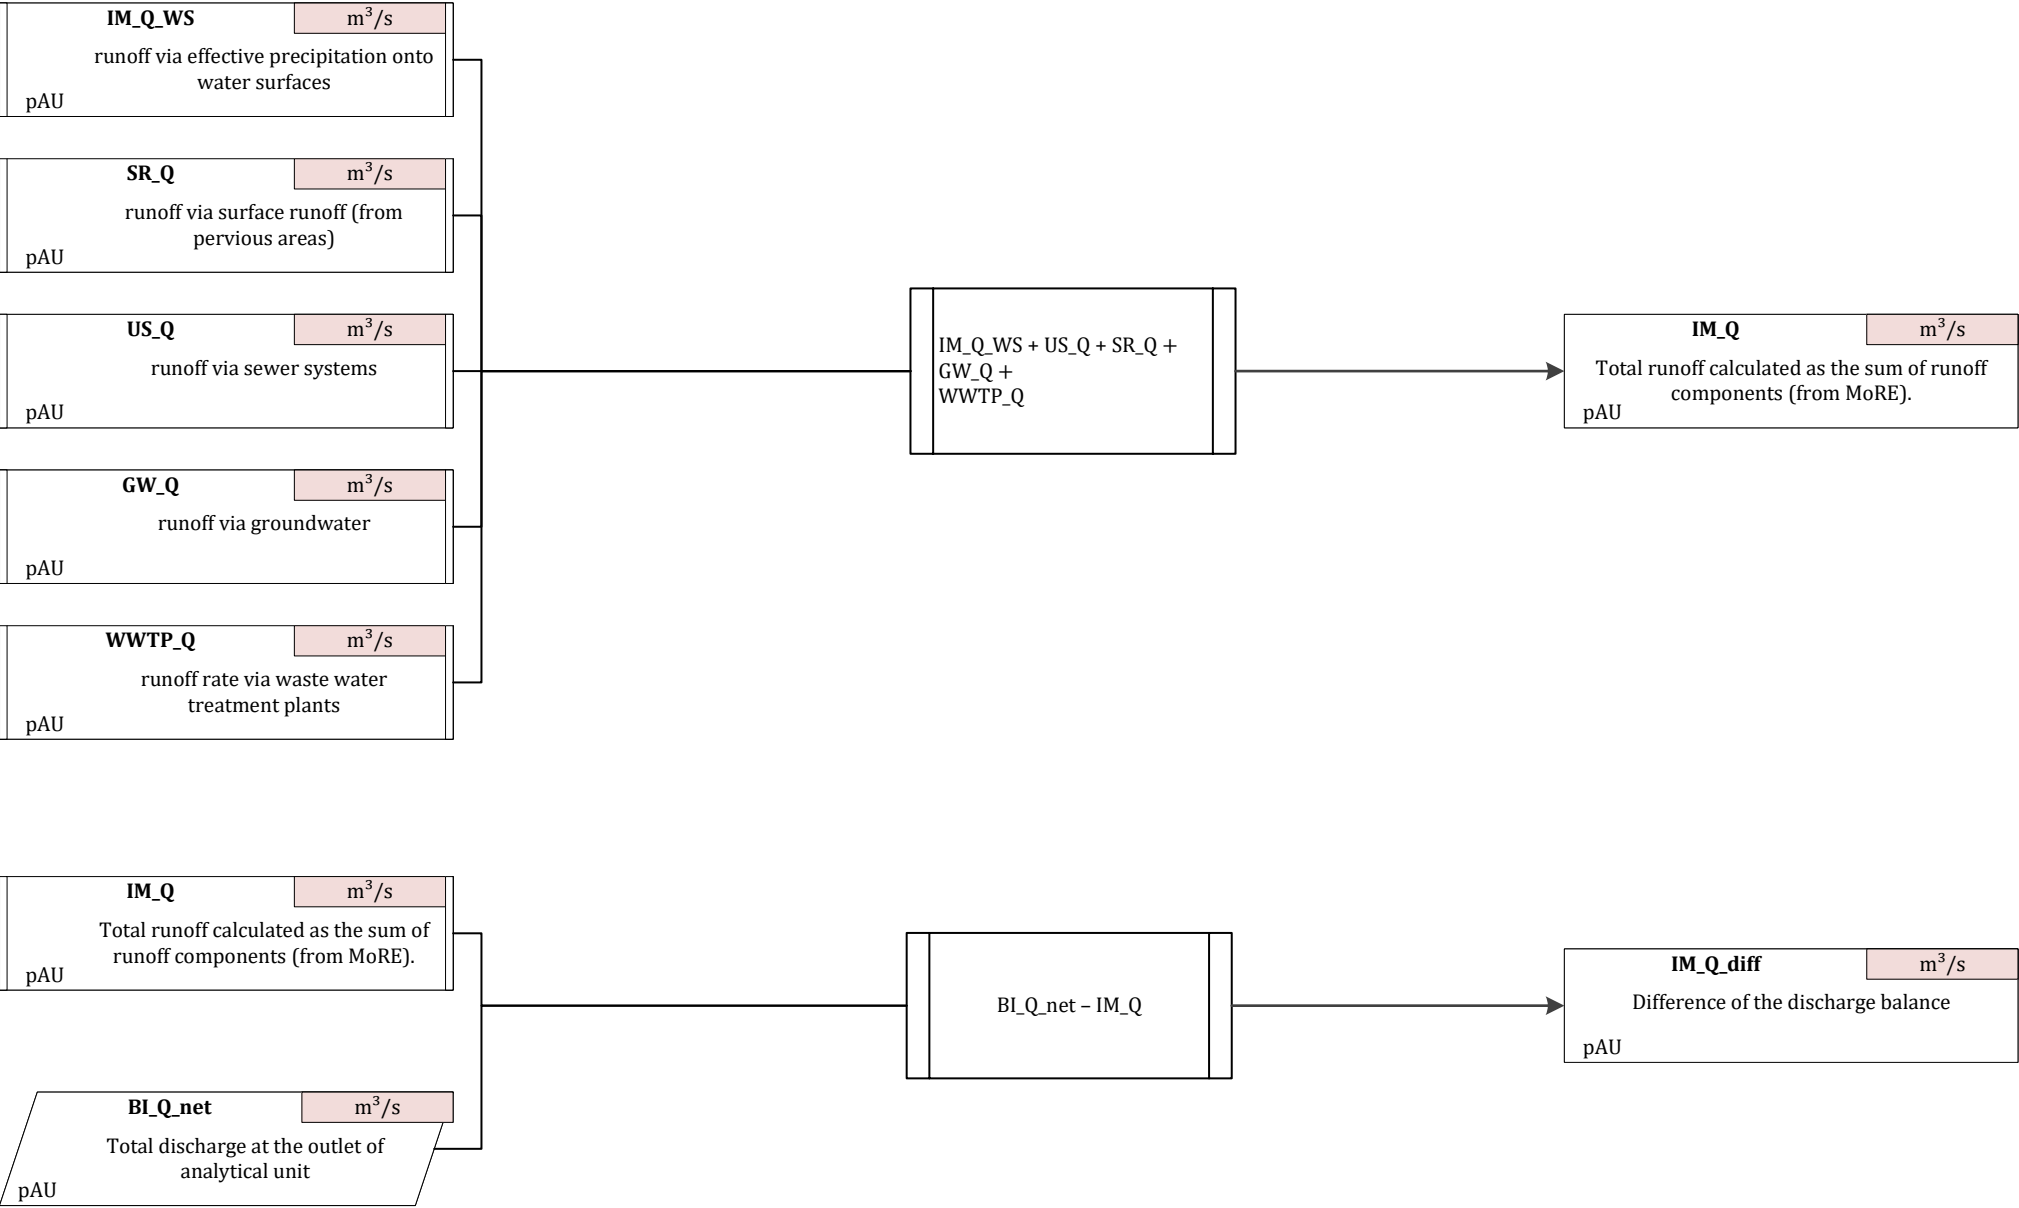 IM_Q_WS
m³/s
runoff via effective precipitation onto
water surfaces
pAU
SR_Q
m³/s
runoff via surface runoff (from
pervious areas)
pAU
US_Q
m³/s
runoff via sewer systems
pAU
GW_Q
m³/s
runoff via groundwater
pAU
WWTP_Q
m³/s
runoff rate via waste water
treatment plants
pAU
IM_Q_WS + US_Q + SR_Q +
GW_Q +
WWTP_Q
IM_Q
m³/s
Total runoff calculated as the sum of runoff
components (from MoRE).
pAU
IM_Q
m³/s
Total runoff calculated as the sum of
runoff components (from MoRE).
pAU
BI_Q_net
m³/s
Total discharge at the outlet of
analytical unit
pAU
BI_Q_net – IM_Q
IM_Q_diff
m³/s
Difference of the discharge balance
pAU